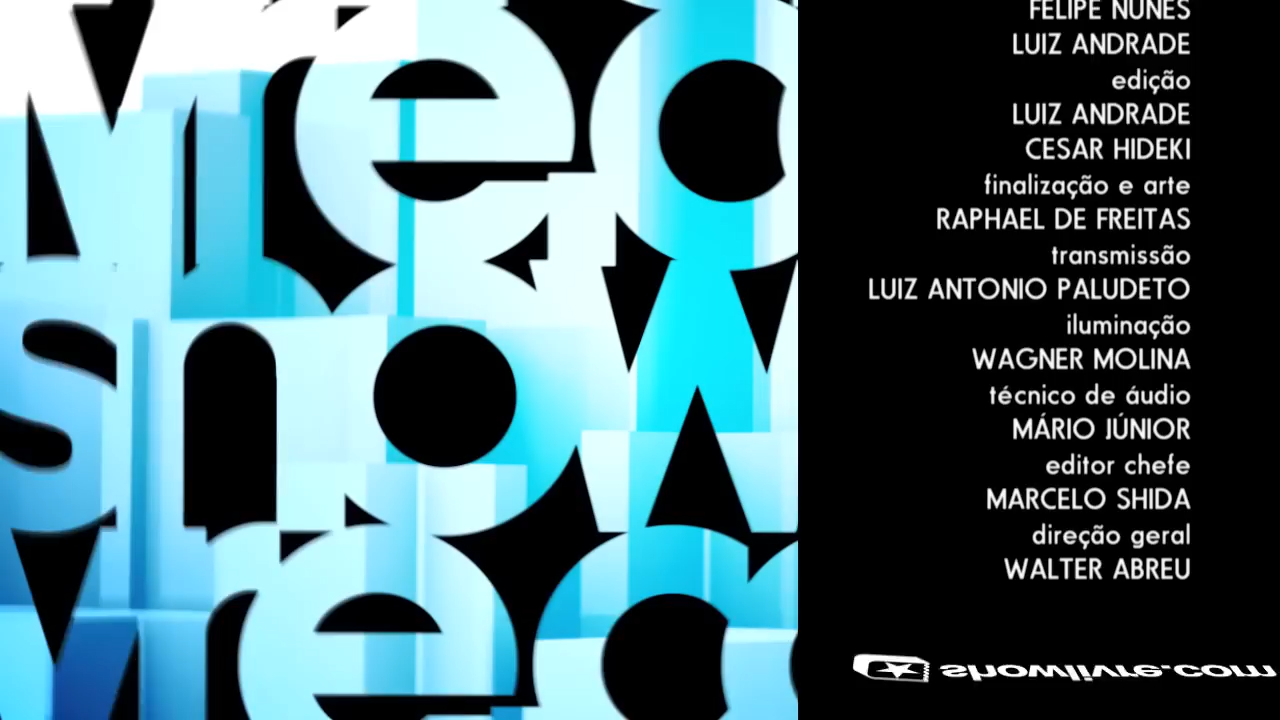 FELIPE NUNES
LUIZ ANDRADE
edição
LUIZ ANDRADE
CESAR HIDEKI
finalização e arte
RAPHAEL DE FREITAS
transmissão
LUIZ ANTONIO PALUDETO
iluminação
WAGNER MOLINA
técnico de áudio
MÁRIO JÚNIOR
editor chefe
MARCELO SHIDA
direção geral
WALTER ABREU
showlivre.com